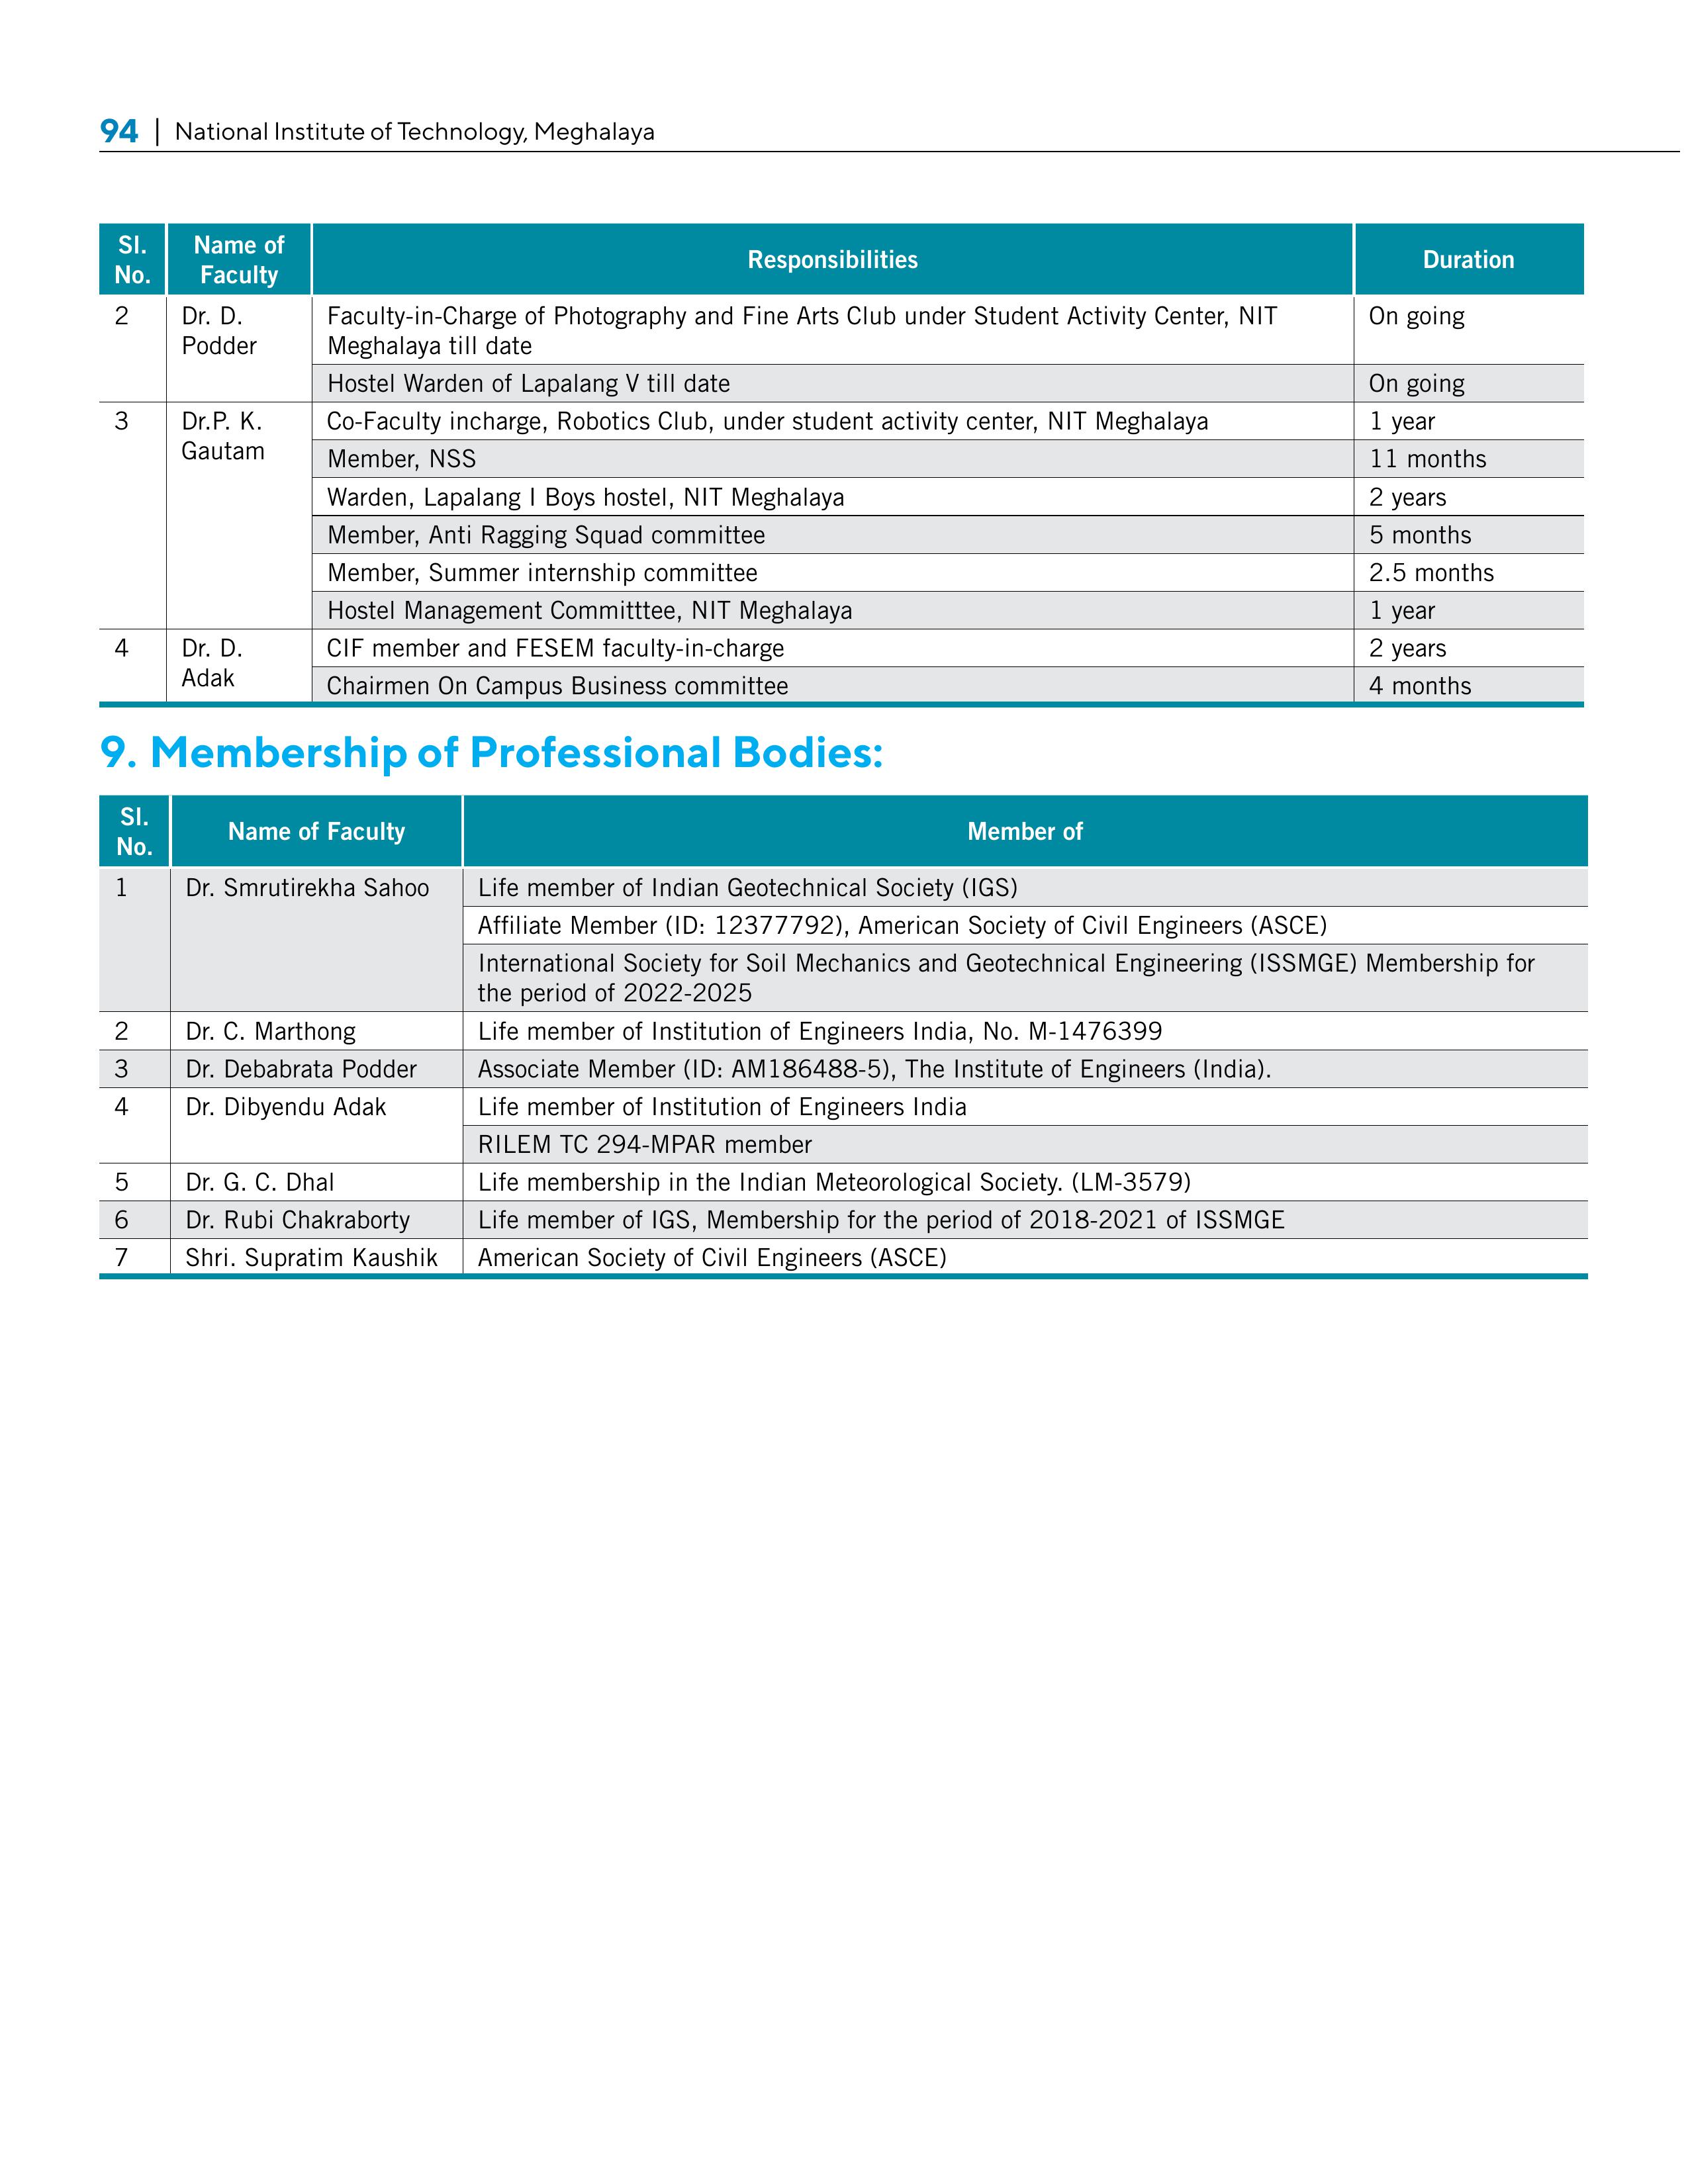 94 | National Institute of Technology, Meghalaya
Sl. No. | Name of Faculty | Responsibilities | Duration
2 | Dr. D. Podder | Faculty-in-Charge of Photography and Fine Arts Club under Student Activity Center, NIT Meghalaya till date | On going
Hostel Warden of Lapalang V till date | On going
3 | Dr.P. K. Gautam | Co-Faculty incharge, Robotics Club, under student activity center, NIT Meghalaya | 1 year
Member, NSS | 11 months
Warden, Lapalang I Boys hostel, NIT Meghalaya | 2 years
Member, Anti Ragging Squad committee | 5 months
Member, Summer internship committee | 2.5 months
Hostel Management Committtee, NIT Meghalaya | 1 year
4 | Dr. D. Adak | CIF member and FESEM faculty-in-charge | 2 years
Chairmen On Campus Business committee | 4 months
9. Membership of Professional Bodies:
Sl. No. | Name of Faculty | Member of
1 | Dr. Smrutirekha Sahoo | Life member of Indian Geotechnical Society (IGS)
Affiliate Member (ID: 12377792), American Society of Civil Engineers (ASCE)
International Society for Soil Mechanics and Geotechnical Engineering (ISSMGE) Membership for
the period of 2022-2025
2 | Dr. C. Marthong | Life member of Institution of Engineers India, No. M-1476399
3 | Dr. Debabrata Podder | Associate Member (ID: AM186488-5), The Institute of Engineers (India).
4 | Dr. Dibyendu Adak | Life member of Institution of Engineers India
RILEM TC 294-MPAR member
5 | Dr. G. C. Dhal | Life membership in the Indian Meteorological Society. (LM-3579)
6 | Dr. Rubi Chakraborty | Life member of IGS, Membership for the period of 2018-2021 of ISSMGE
7 | Shri. Supratim Kaushik | American Society of Civil Engineers (ASCE)